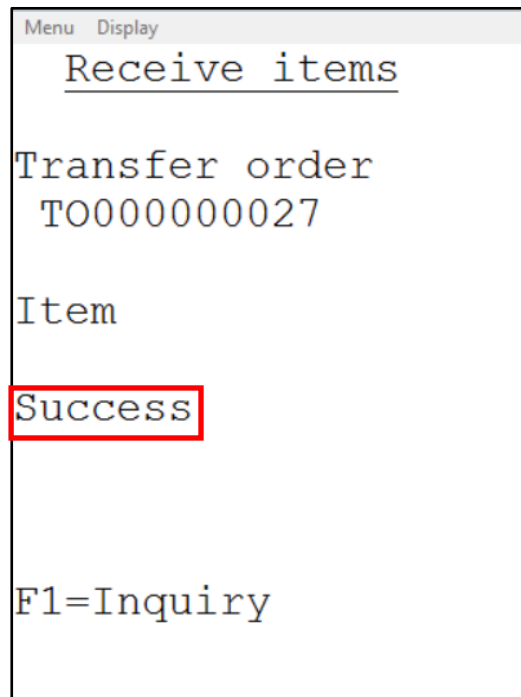 Menu Display
Receive items
Transfer order
TO000000027
Item
Success
F1=Inquiry